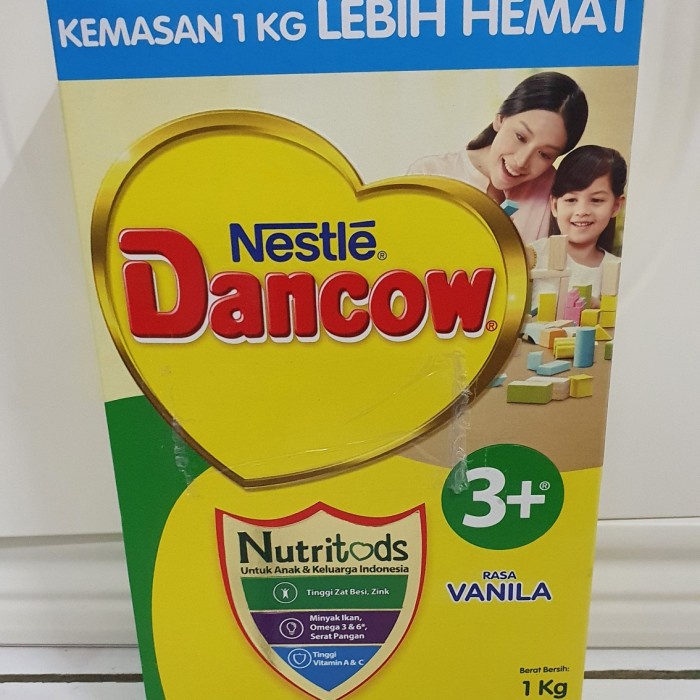 KEMASAN 1 KG LEBIH HEMAT
Nestlé®
Dancow®
3+®
Nutritods
Untuk Anak & Keluarga Indonesia
Tinggi Zat Besi, Zink
Minyak Ikan,
Omega 3 & 6*,
Serat Pangan
Tinggi
Vitamin A & C
RASA
VANILA
Berat Bersih:
1 Kg